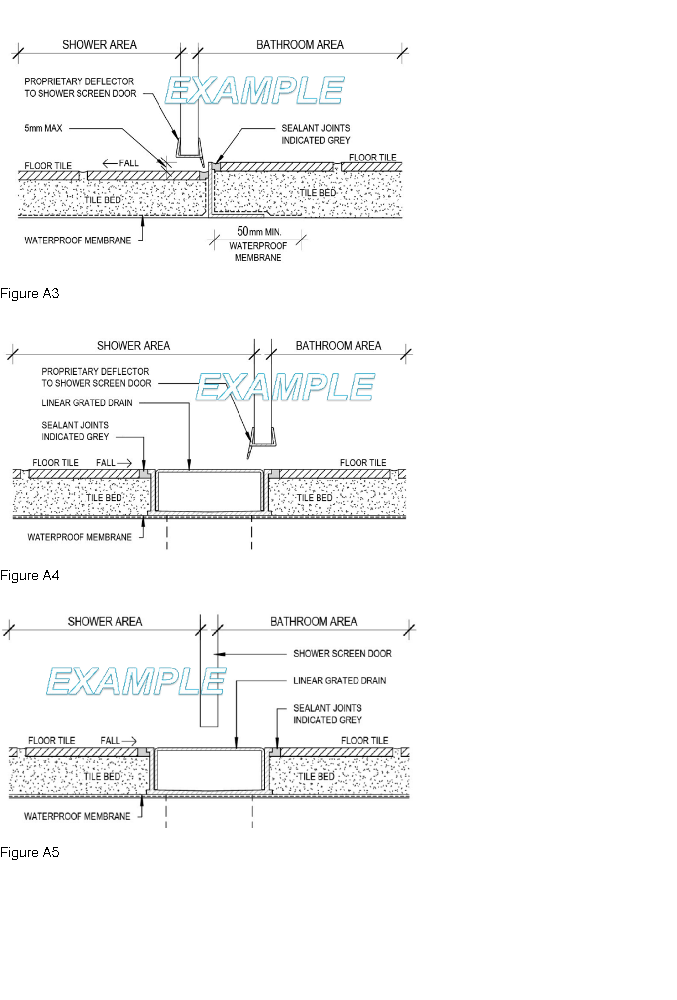 SHOWER AREA
BATHROOM AREA
PROPRIETARY DEFLECTOR
TO SHOWER SCREEN DOOR
EXAMPLE
5mm MAX
SEALANT JOINTS
INDICATED GREY
FLOOR TILE
FALL
FLOOR TILE
TILE BED
TILE BED
WATERPROOF MEMBRANE
50mm MIN.
WATERPROOF
MEMBRANE
Figure A3
SHOWER AREA
BATHROOM AREA
PROPRIETARY DEFLECTOR
TO SHOWER SCREEN DOOR
EXAMPLE
LINEAR GRATED DRAIN
SEALANT JOINTS
INDICATED GREY
FLOOR TILE
FALL
FLOOR TILE
TILE BED
TILE BED
WATERPROOF MEMBRANE
Figure A4
SHOWER AREA
BATHROOM AREA
SHOWER SCREEN DOOR
EXAMPLE
LINEAR GRATED DRAIN
SEALANT JOINTS
INDICATED GREY
FLOOR TILE
FALL
FLOOR TILE
TILE BED
TILE BED
WATERPROOF MEMBRANE
Figure A5